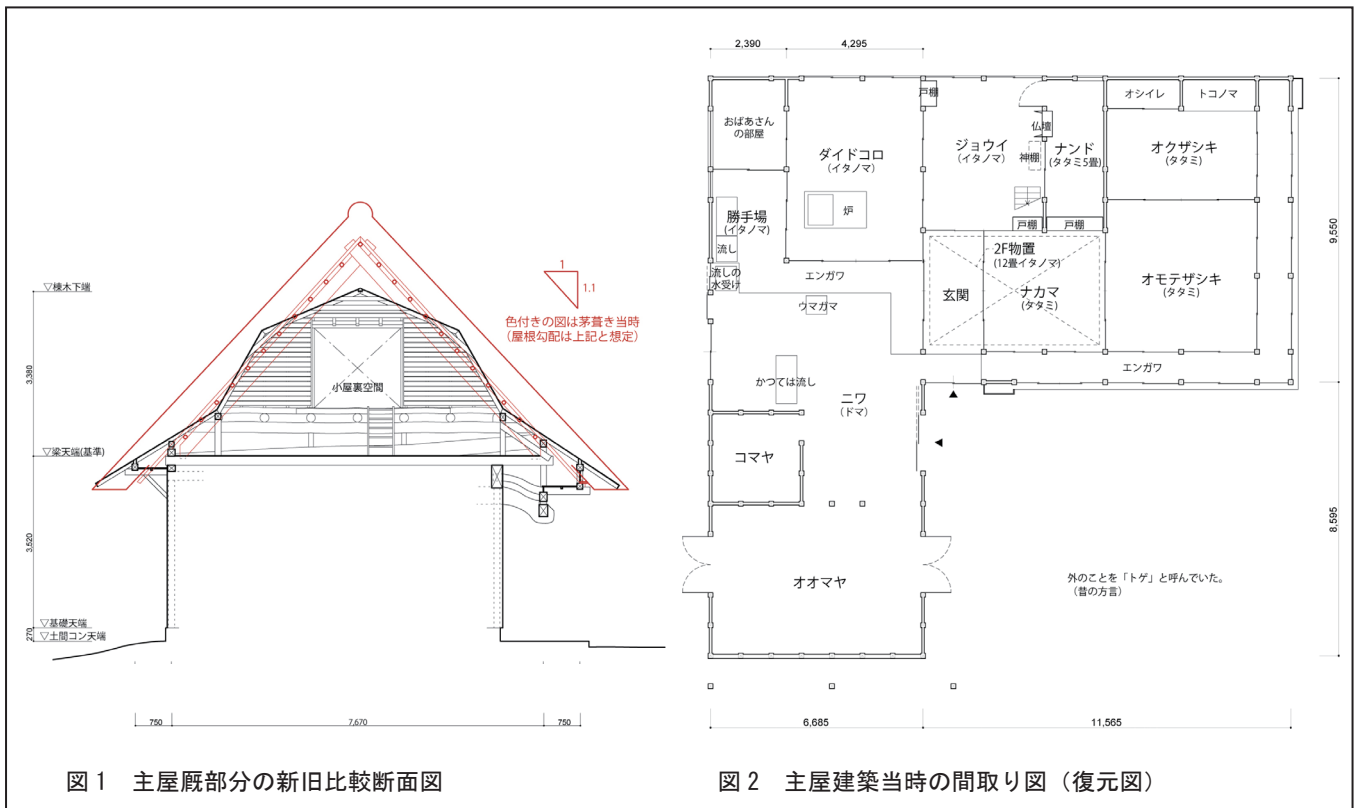 1
1.1
色付きの図は茅葺き当時
(屋根勾配は上記と想定)
▽棟木下端
3,380
小屋裏空間
▽梁天端(基準)
3,520
▽基礎天端
270
▽土間コン天端
750
7,670
750
図1 主屋厩部分の新旧比較断面図
2,390
4,295
おばあさん
の部屋
ダイドコロ
(イタノマ)
戸棚
ジョウイ
(イタノマ)
仏壇
神棚
ナンド
(タタミ5畳)
オシイレ
トコノマ
オクザシキ
(タタミ)
勝手場
(イタノマ)
炉
流し
流しの
水受け
エンガワ
戸棚
戸棚
2F物置
(12畳イタノマ)
玄関
ナカマ
(タタミ)
オモテザシキ
(タタミ)
9,550
ウマガマ
エンガワ
かつては流し
ニワ
(ドマ)
コマヤ
オオマヤ
外のことを「トゲ」と呼んでいた。
(昔の方言)
8,595
6,685
11,565
図2 主屋建築当時の間取り図(復元図)